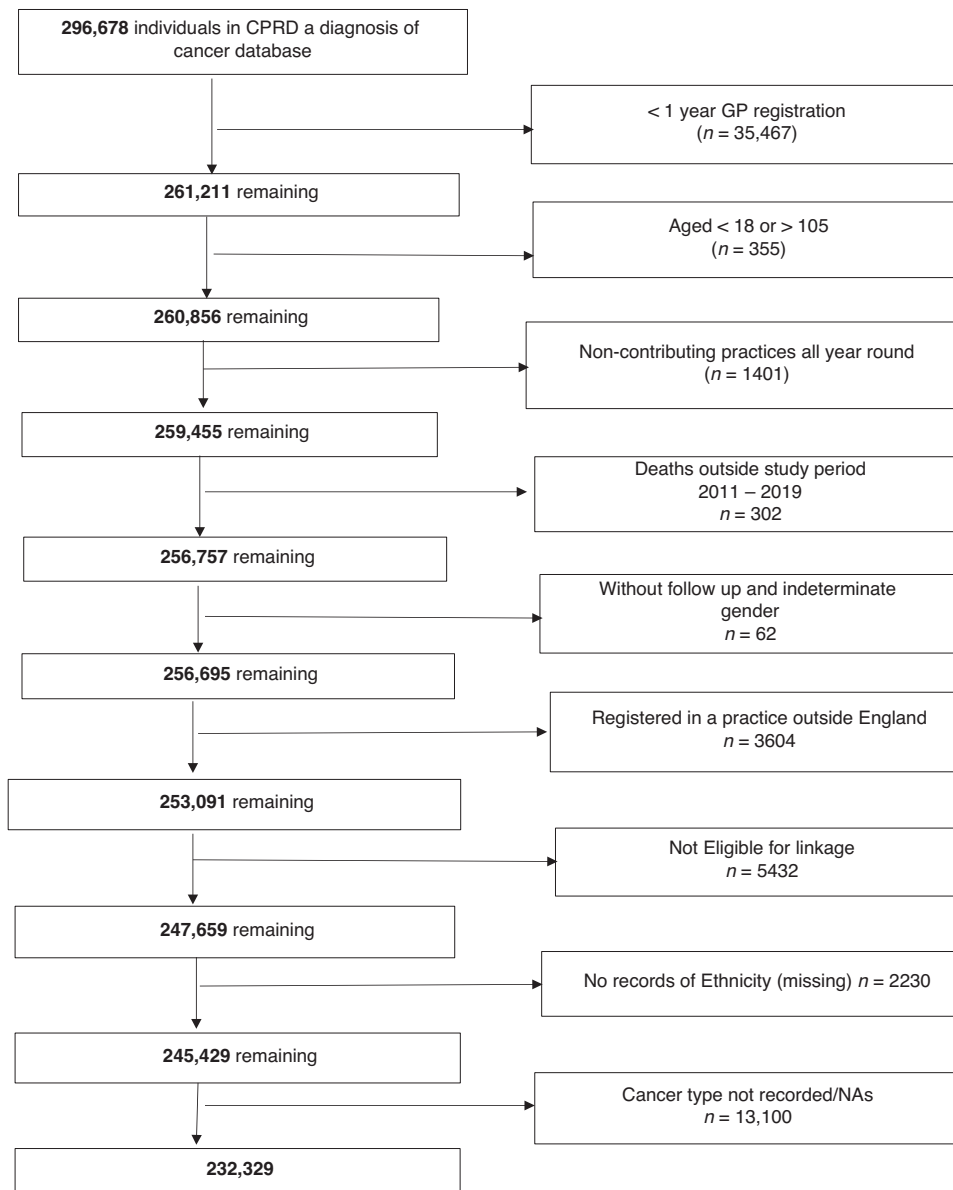 296,678 individuals in CPRD a diagnosis of
cancer database
< 1 year GP registration
(n = 35,467)
261,211 remaining
Aged < 18 or > 105
(n = 355)
260,856 remaining
Non-contributing practices all year round
(n = 1401)
259,455 remaining
Deaths outside study period
2011 – 2019
n = 302
256,757 remaining
Without follow up and indeterminate
gender
n = 62
256,695 remaining
Registered in a practice outside England
n = 3604
253,091 remaining
Not Eligible for linkage
n = 5432
247,659 remaining
No records of Ethnicity (missing) n = 2230
245,429 remaining
Cancer type not recorded/NAs
n = 13,100
232,329